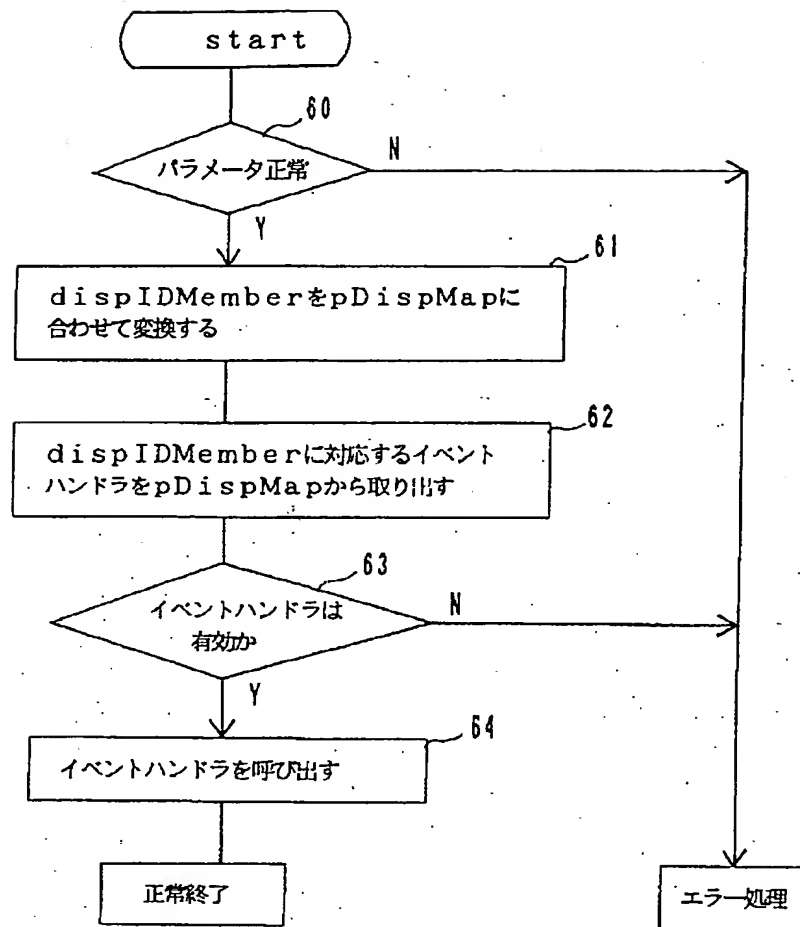 start
60
パラメータ正常
N
Y
61
dispIDMemberをpDispMapに
合わせて変換する
62
dispIDMemberに対応するイベント
ハンドラをpDispMapから取り出す
63
イベントハンドラは
有効か
N
Y
64
イベントハンドラを呼び出す
正常終了
エラー処理